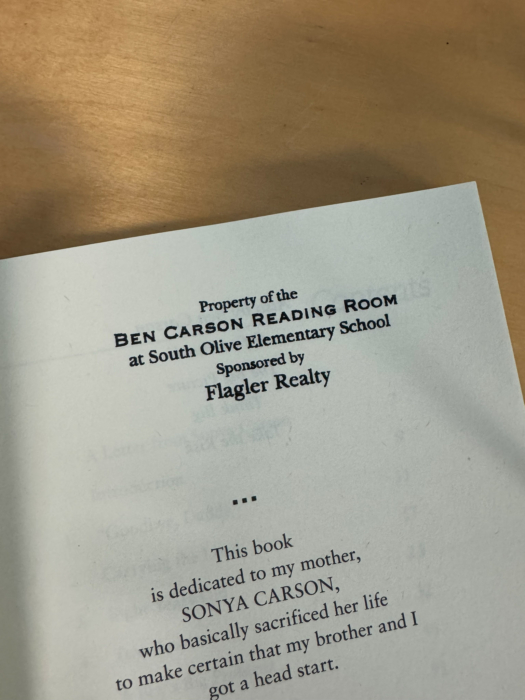 Property of the
BEN CARSON READING ROOM
at South Olive Elementary School
Sponsored by
Flagler Realty
...
This book
is dedicated to my mother,
SONYA CARSON,
who basically sacrificed her life
to make certain that my brother and I
got a head start.